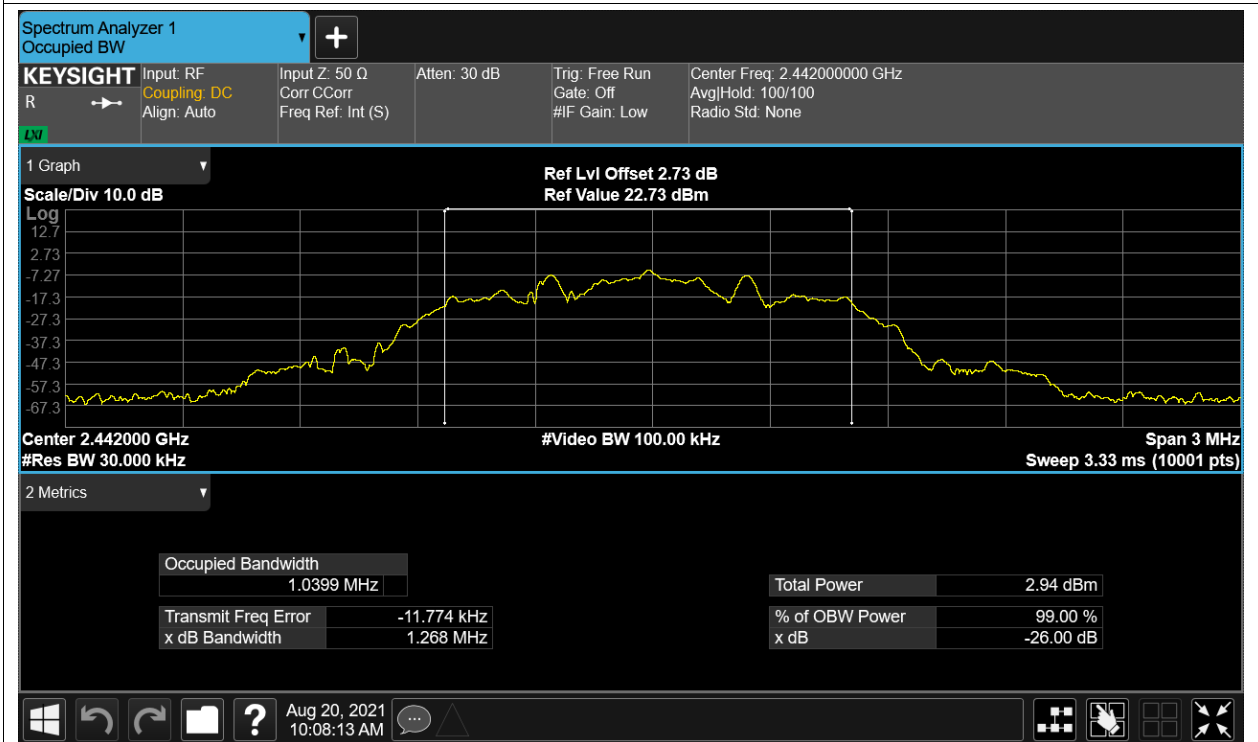 Spectrum Analyzer 1
Occupied BW
▼
+
KEYSIGHT Input: RF Input Z: 50 Ω Atten: 30 dB Trig: Free Run Center Freq: 2.442000000 GHz
R Coupling: DC Corr CCorr Gate: Off Avg|Hold: 100/100
Align: Auto Freq Ref: Int (S) #IF Gain: Low Radio Std: None
LXI
1 Graph ▼
Ref Lvl Offset 2.73 dB
Scale/Div 10.0 dB Ref Value 22.73 dBm
Log
12.7
2.73
-7.27
-17.3
-27.3
-37.3
-47.3
-57.3
-67.3
Center 2.442000 GHz #Video BW 100.00 kHz Span 3 MHz
#Res BW 30.000 kHz Sweep 3.33 ms (10001 pts)
2 Metrics ▼
Occupied Bandwidth
1.0399 MHz Total Power 2.94 dBm
Transmit Freq Error -11.774 kHz % of OBW Power 99.00 %
x dB Bandwidth 1.268 MHz x dB -26.00 dB
? Aug 20, 2021
10:08:13 AM